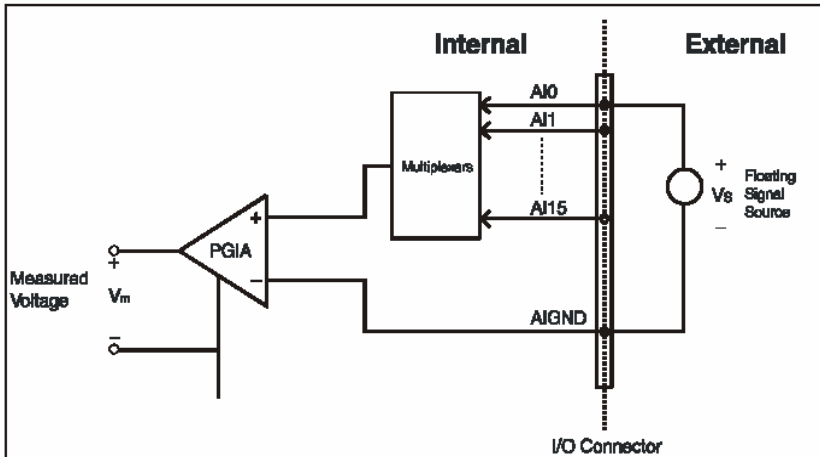 Internal
External
AI0
AI1
Multiplexers
AI15
+
Vs
−
Floating
Signal
Source
+
PGIA
−
Measured
Voltage
+
Vm
−
AIGND
I/O Connector